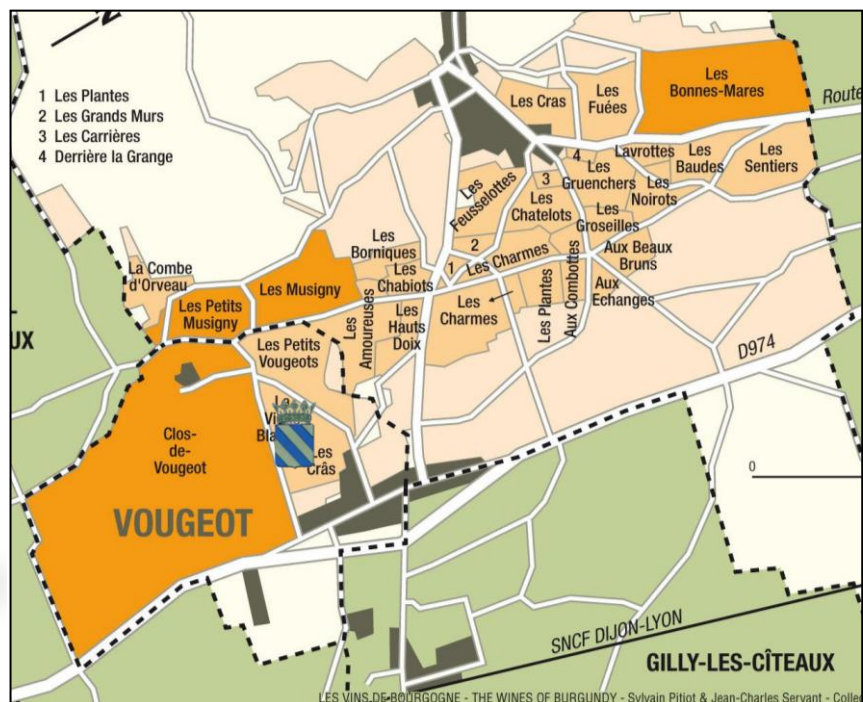 1 Les Plantes
2 Les Grands Murs
3 Les Carrières
4 Derrière la Grange
Les Cras
Les
Fuées
Les
Bonnes-Mares
Route
Les
Feusselottes
3
4
Les
Gruenchers
Lavrottes
Les
Baudes
Les
Sentiers
Les
Chatelots
Les
Noirots
Les
Groseilles
La Combe
d'Orveau
Les
Borniques
2
1
Les Charmes
Aux Beaux
Bruns
Les Petits
Musigny
Les Musigny
Les
Chabiots
Les
Amoureuses
Les
Hauts
Doix
Les
Charmes
Les Plantes
Aux Combottes
Aux
Echanges
UX
Les Petits
Vougeots
D974
Clos-
de-
Vougeot
Les
Crâs
0
VOUGEOT
SNCF DIJON-LYON
GILLY-LES-CÎTEAUX
LES VINS DE BOURGOGNE - THE WINES OF BURGUNDY - Sylvain Pitiot & Jean-Charles Servant - Collec